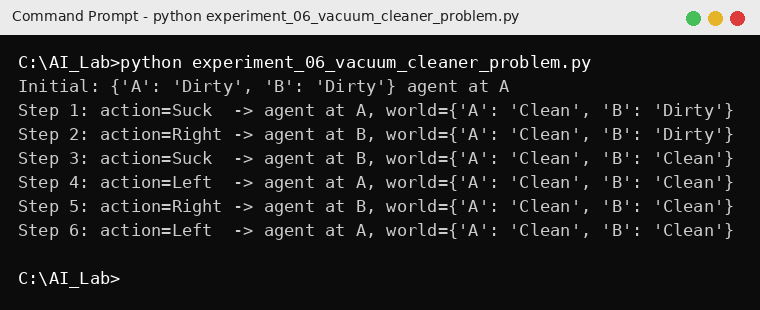 Command Prompt - python experiment_06_vacuum_cleaner_problem.py
C:\AI_Lab>python experiment_06_vacuum_cleaner_problem.py
Initial: {'A': 'Dirty', 'B': 'Dirty'} agent at A
Step 1: action=Suck  -> agent at A, world={'A': 'Clean', 'B': 'Dirty'}
Step 2: action=Right -> agent at B, world={'A': 'Clean', 'B': 'Dirty'}
Step 3: action=Suck  -> agent at B, world={'A': 'Clean', 'B': 'Clean'}
Step 4: action=Left  -> agent at A, world={'A': 'Clean', 'B': 'Clean'}
Step 5: action=Right -> agent at B, world={'A': 'Clean', 'B': 'Clean'}
Step 6: action=Left  -> agent at A, world={'A': 'Clean', 'B': 'Clean'}
C:\AI_Lab>